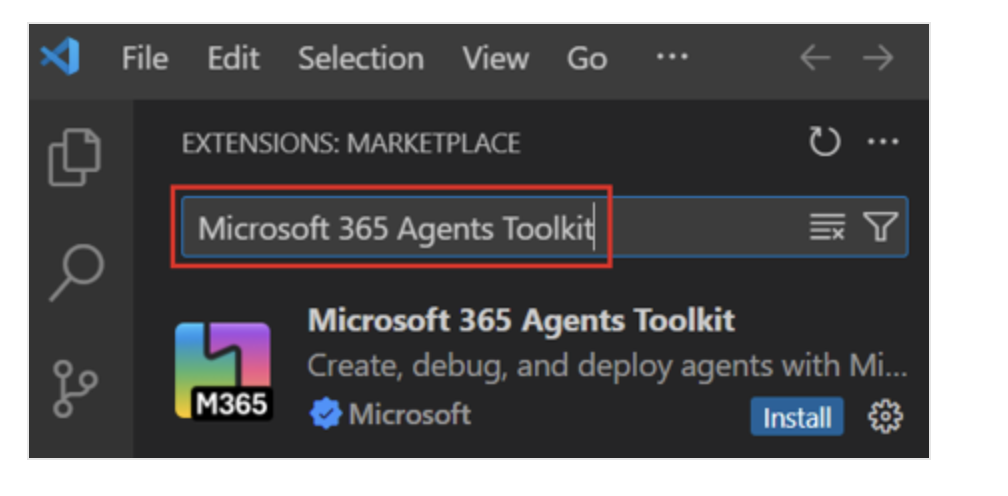 File Edit Selection View Go ···
EXTENSIONS: MARKETPLACE
Microsoft 365 Agents Toolkit
Microsoft 365 Agents Toolkit
Create, debug, and deploy agents with Mi...
M365
Microsoft
Install